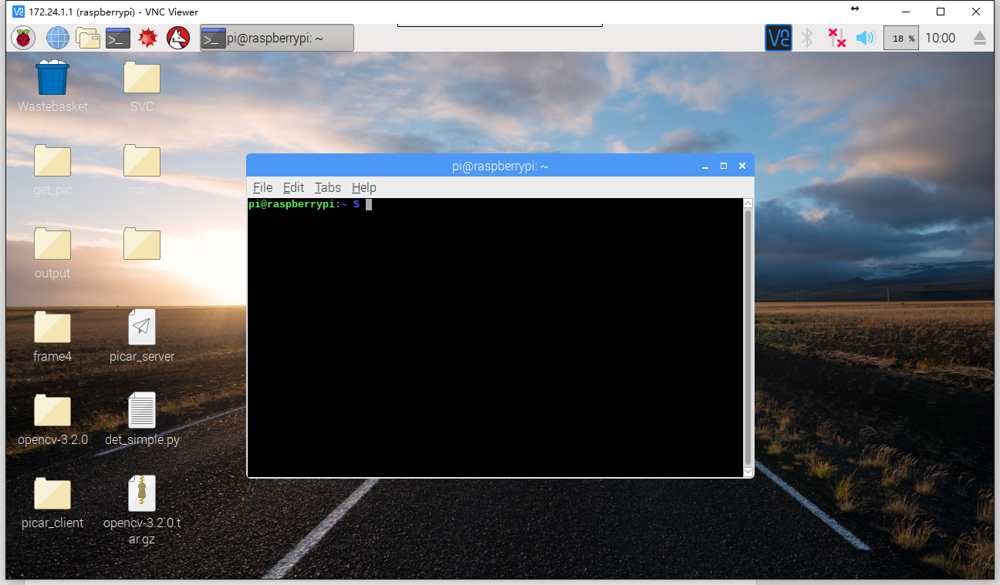 172.24.1.1 (raspberrypi) - VNC Viewer
pi@raspberrypi: ~
18 %
10:00
Wastebasket
SVC
get_pic
main
output
frame4
picar_server
opencv-3.2.0
det_simple.py
picar_client
opencv-3.2.0.t
ar.gz
pi@raspberrypi: ~
File Edit Tabs Help
pi@raspberrypi:~ $